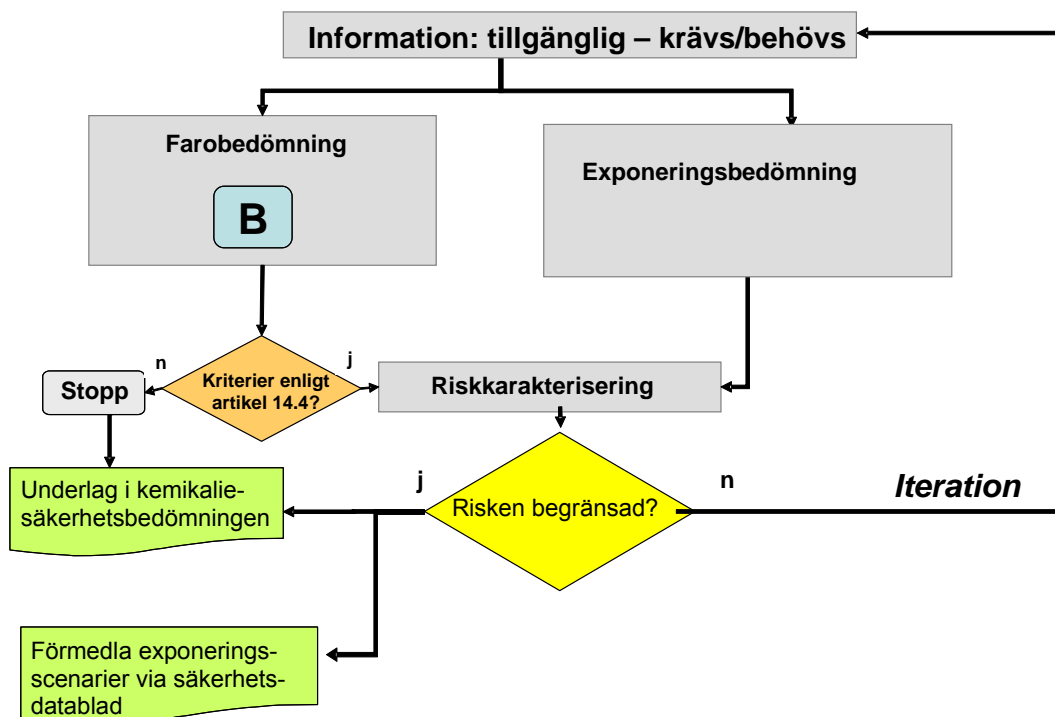 Information: tillgänglig – krävs/behövs
Farobedömning
B
Exponeringsbedömning
n
j
Stopp
Kriterier enligt
artikel 14.4?
Riskkarakterisering
Underlag i kemikalie-
säkerhetsbedömningen
j
Risken begränsad?
n
Iteration
Förmedla exponerings-
scenarier via säkerhets-
datablad